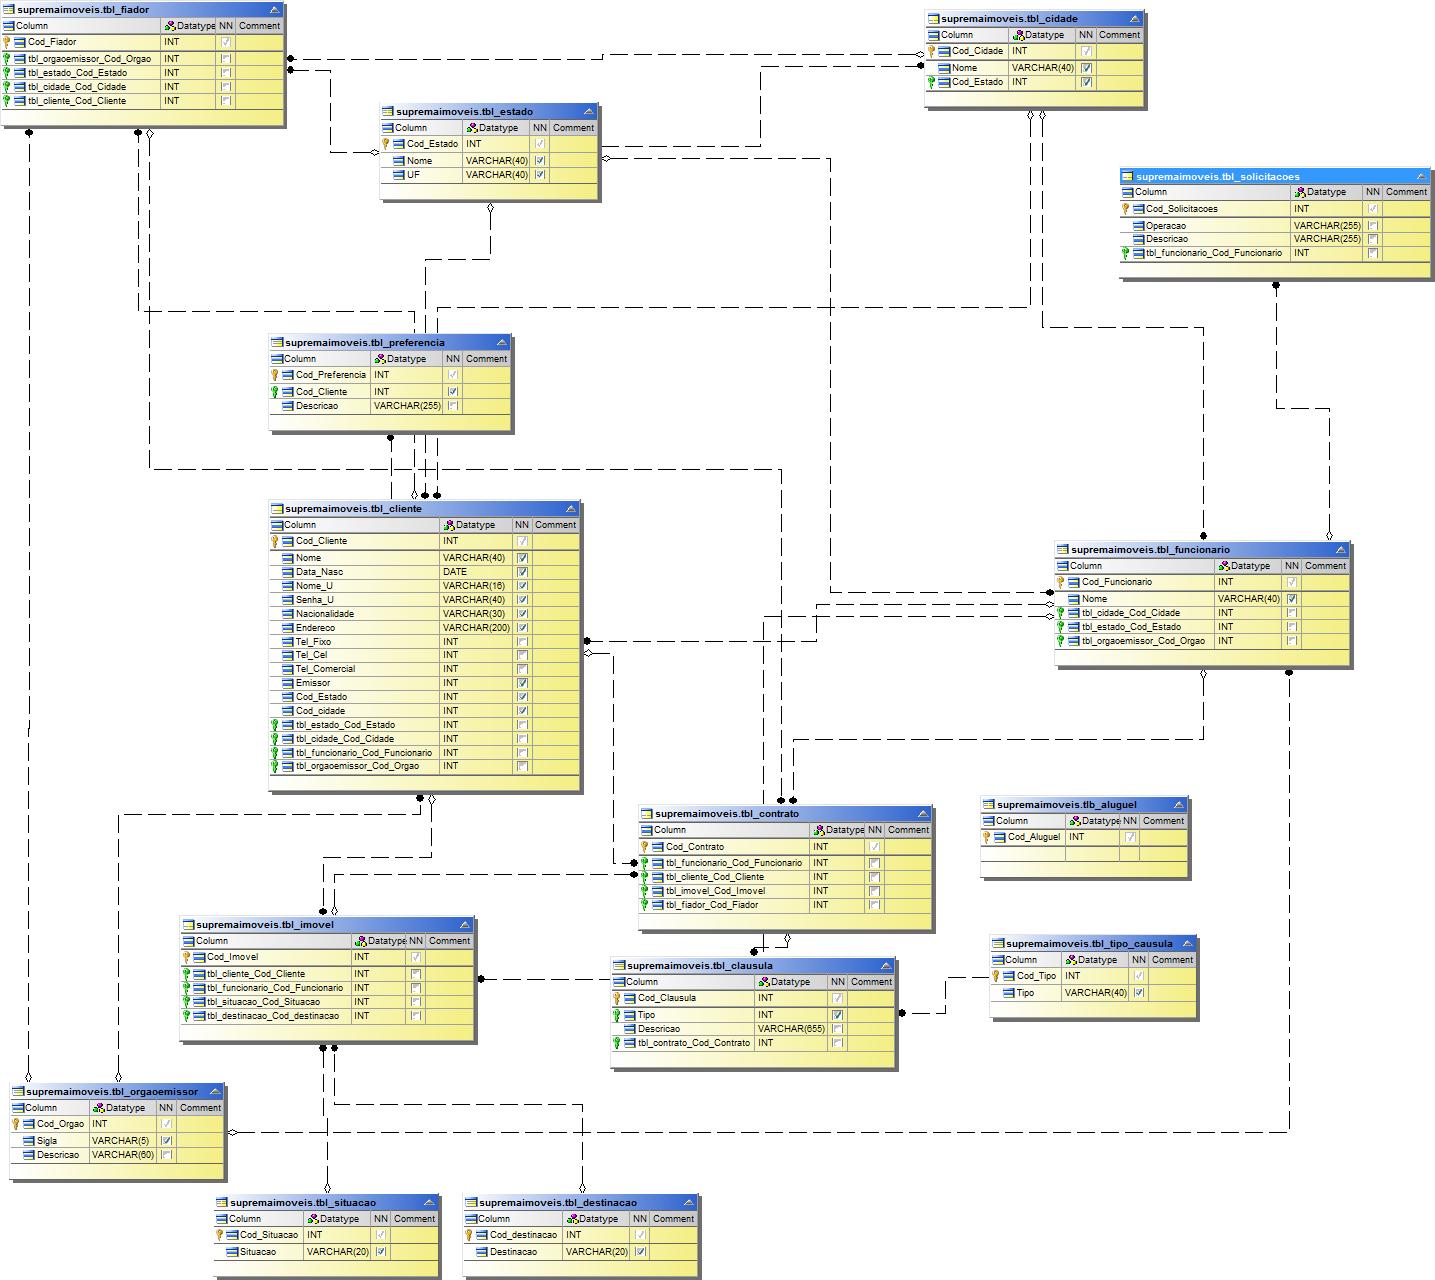 supremaimoveis.tbl_fiador
Column Datatype NN Comment
Cod_Fiador INT
tbl_orgaoemissor_Cod_Orgao INT
tbl_estado_Cod_Estado INT
tbl_cidade_Cod_Cidade INT
tbl_cliente_Cod_Cliente INT
supremaimoveis.tbl_cidade
Column Datatype NN Comment
Cod_Cidade INT
Nome VARCHAR(40)
Cod_Estado INT
supremaimoveis.tbl_estado
Column Datatype NN Comment
Cod_Estado INT
Nome VARCHAR(40)
UF VARCHAR(40)
supremaimoveis.tbl_solicitacoes
Column Datatype NN Comment
Cod_Solicitacoes INT
Operacao VARCHAR(255)
Descricao VARCHAR(255)
tbl_funcionario_Cod_Funcionario INT
supremaimoveis.tbl_preferencia
Column Datatype NN Comment
Cod_Preferencia INT
Cod_Cliente INT
Descricao VARCHAR(255)
supremaimoveis.tbl_cliente
Column Datatype NN Comment
Cod_Cliente INT
Nome VARCHAR(40)
Data_Nasc DATE
Nome_U VARCHAR(16)
Senha_U VARCHAR(40)
Nacionalidade VARCHAR(30)
Endereco VARCHAR(200)
Tel_Fixo INT
Tel_Cel INT
Tel_Comercial INT
Emissor INT
Cod_Estado INT
Cod_cidade INT
tbl_estado_Cod_Estado INT
tbl_cidade_Cod_Cidade INT
tbl_funcionario_Cod_Funcionario INT
tbl_orgaoemissor_Cod_Orgao INT
supremaimoveis.tbl_funcionario
Column Datatype NN Comment
Cod_Funcionario INT
Nome VARCHAR(40)
tbl_cidade_Cod_Cidade INT
tbl_estado_Cod_Estado INT
tbl_orgaoemissor_Cod_Orgao INT
supremaimoveis.tbl_contrato
Column Datatype NN Comment
Cod_Contrato INT
tbl_funcionario_Cod_Funcionario INT
tbl_cliente_Cod_Cliente INT
tbl_imovel_Cod_Imovel INT
tbl_fiador_Cod_Fiador INT
supremaimoveis.tlb_aluguel
Column Datatype NN Comment
Cod_Aluguel INT
supremaimoveis.tbl_imovel
Column Datatype NN Comment
Cod_Imovel INT
tbl_cliente_Cod_Cliente INT
tbl_funcionario_Cod_Funcionario INT
tbl_situacao_Cod_Situacao INT
tbl_destinacao_Cod_destinacao INT
supremaimoveis.tbl_clausula
Column Datatype NN Comment
Cod_Clausula INT
Tipo INT
Descricao VARCHAR(655)
tbl_contrato_Cod_Contrato INT
supremaimoveis.tbl_tipo_causula
Column Datatype NN Comment
Cod_Tipo INT
Tipo VARCHAR(40)
supremaimoveis.tbl_orgaoemissor
Column Datatype NN Comment
Cod_Orgao INT
Sigla VARCHAR(5)
Descricao VARCHAR(60)
supremaimoveis.tbl_situacao
Column Datatype NN Comment
Cod_Situacao INT
Situacao VARCHAR(20)
supremaimoveis.tbl_destinacao
Column Datatype NN Comment
Cod_destinacao INT
Destinacao VARCHAR(20)